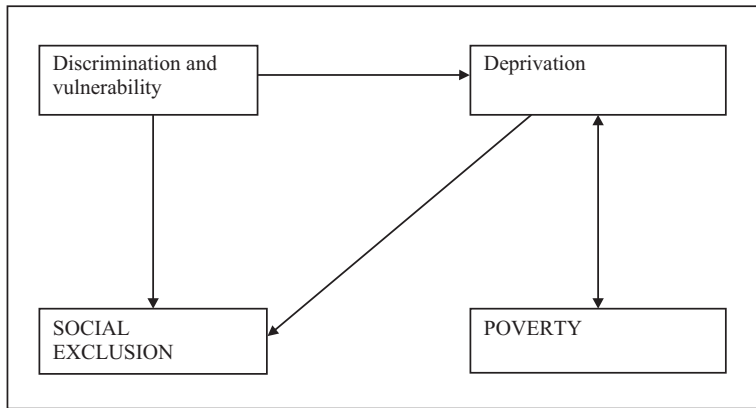 Discrimination and
vulnerability
Deprivation
SOCIAL
EXCLUSION
POVERTY